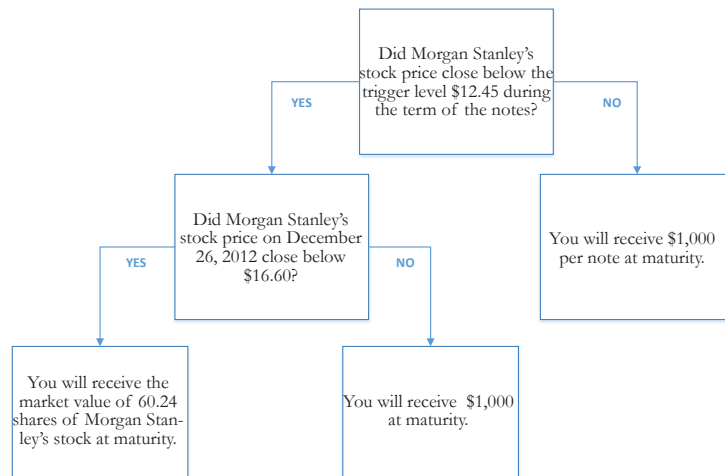 Did Morgan Stanley's
stock price close below the
trigger level $12.45 during
the term of the notes?
YES
NO
Did Morgan Stanley's
stock price on December
26, 2012 close below
$16.60?
You will receive $1,000
per note at maturity.
YES
NO
You will receive the
market value of 60.24
shares of Morgan Stan-
ley's stock at maturity.
You will receive $1,000
at maturity.